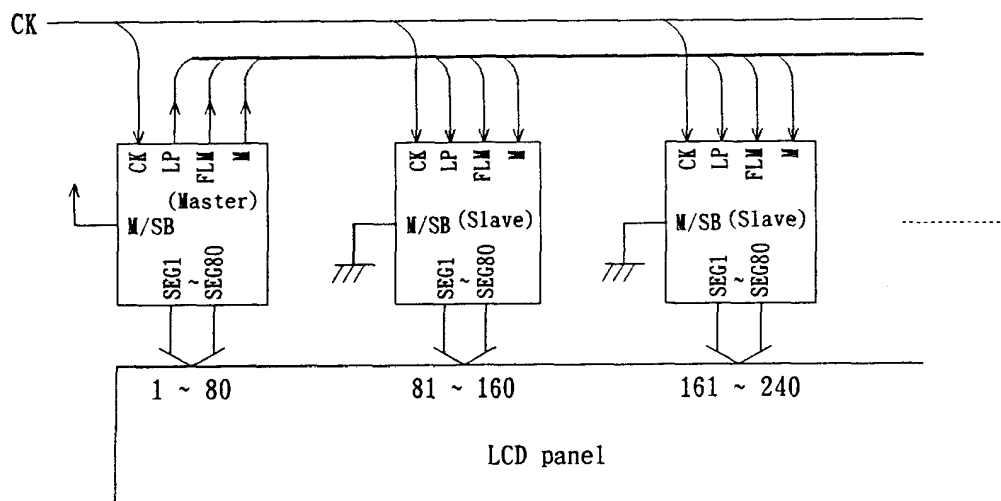 CK
CK LP FLM M
CK LP FLM M
CK LP FLM M
(Master)
M/SB
M/SB (Slave)
M/SB (Slave)
SEG1 ~ SEG80
SEG1 ~ SEG80
SEG1 ~ SEG80
1 ~ 80
81 ~ 160
161 ~ 240
LCD panel